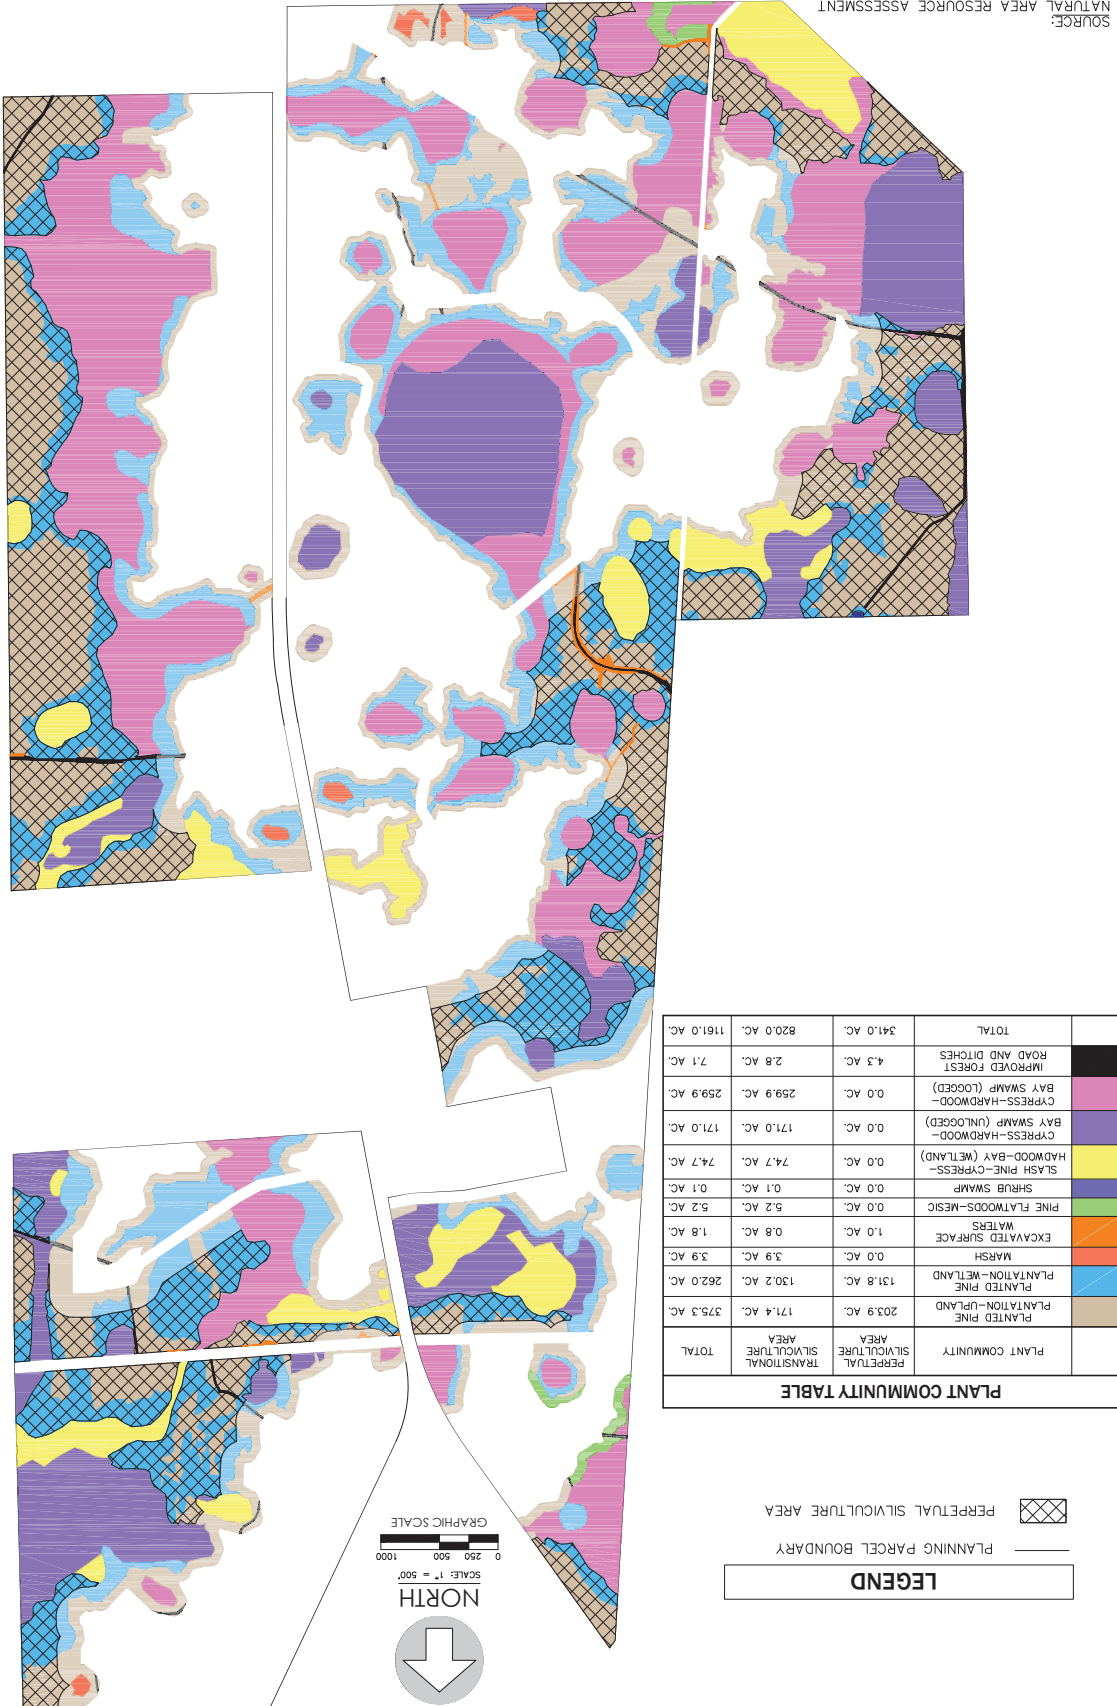 LEGEND
PLANNING PARCEL BOUNDARY
PERPETUAL SILVICULTURE AREA
NORTH
SCALE: 1" = 500'
0 250 500 1000
GRAPHIC SCALE
PLANT COMMUNITY TABLE
PLANT COMMUNITY
PERPETUAL
SILVICULTURE
AREA
TRANSITIONAL
SILVICULTURE
AREA
TOTAL
PLANTED PINE
PLANTATION-UPLAND
203.9 AC. 171.4 AC. 375.3 AC.
PLANTED PINE
PLANTATION-WETLAND
131.8 AC. 130.2 AC. 262.0 AC.
MARSH 0.0 AC. 3.9 AC. 3.9 AC.
EXCAVATED SURFACE
WATERS
1.0 AC. 0.8 AC. 1.8 AC.
PINE FLATWOODS-MESIC 0.0 AC. 5.2 AC. 5.2 AC.
SHRUB SWAMP 0.0 AC. 0.1 AC. 0.1 AC.
SLASH PINE-CYPRESS-
HADWOOD-BAY (WETLAND)
0.0 AC. 74.7 AC. 74.7 AC.
CYPRESS-HARDWOOD-
BAY SWAMP (UNLOGGED)
0.0 AC. 171.0 AC. 171.0 AC.
CYPRESS-HARDWOOD-
BAY SWAMP (LOGGED)
0.0 AC. 259.9 AC. 259.9 AC.
IMPROVED FOREST
ROAD AND DITCHES
4.3 AC. 2.8 AC. 7.1 AC.
TOTAL 341.0 AC. 820.0 AC. 1161.0 AC.
SOURCE:
NATURAL AREA RESOURCE ASSESSMENT